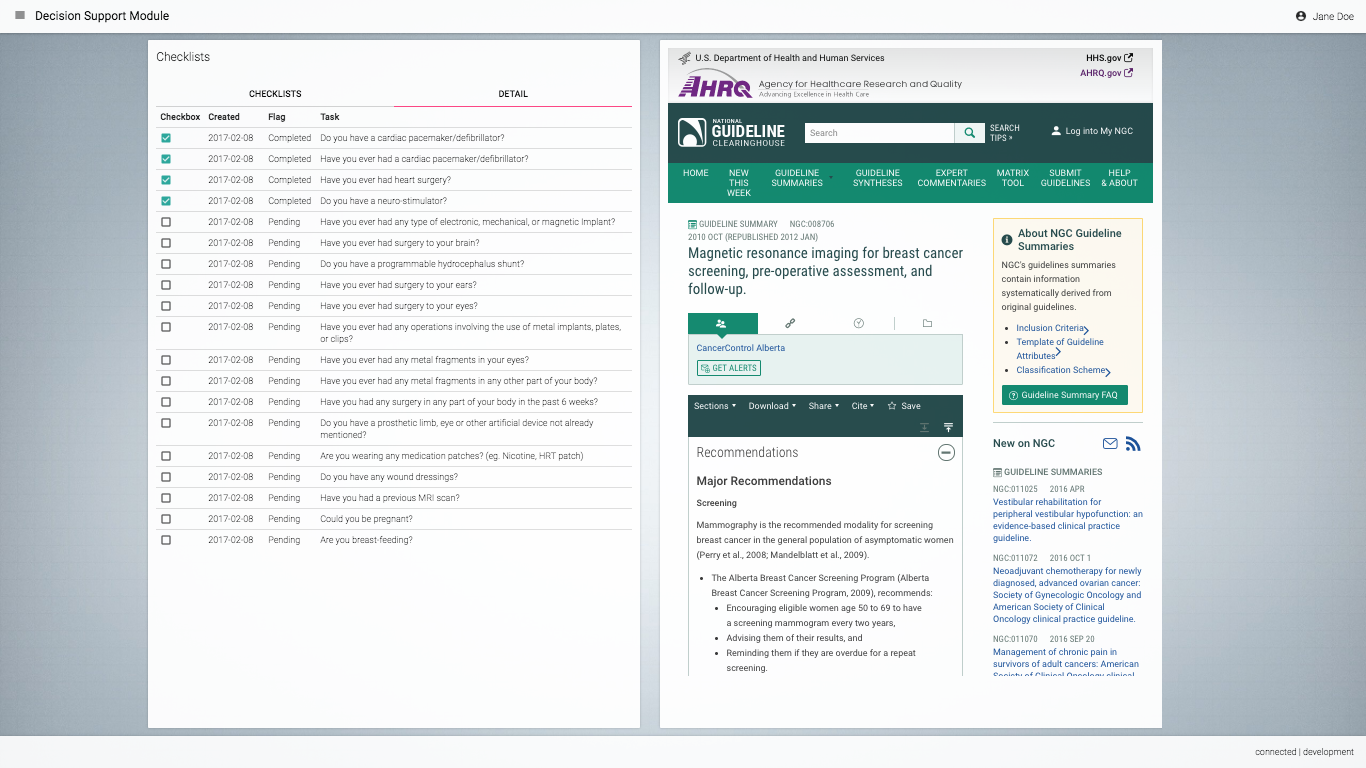 Decision Support Module
Jane Doe
Checklists
CHECKLISTS DETAIL
Checkbox Created Flag Task
2017-02-08 Completed Do you have a cardiac pacemaker/defibrillator?
2017-02-08 Completed Have you ever had a cardiac pacemaker/defibrillator?
2017-02-08 Completed Have you ever had heart surgery?
2017-02-08 Completed Do you have a neuro-stimulator?
2017-02-08 Pending Have you ever had any type of electronic, mechanical, or magnetic Implant?
2017-02-08 Pending Have you ever had surgery to your brain?
2017-02-08 Pending Do you have a programmable hydrocephalus shunt?
2017-02-08 Pending Have you ever had surgery to your ears?
2017-02-08 Pending Have you ever had surgery to your eyes?
2017-02-08 Pending Have you ever had any operations involving the use of metal implants, plates,
or clips?
2017-02-08 Pending Have you ever had any metal fragments in your eyes?
2017-02-08 Pending Have you ever had any metal fragments in any other part of your body?
2017-02-08 Pending Have you had any surgery in any part of your body in the past 6 weeks?
2017-02-08 Pending Do you have a prosthetic limb, eye or other artificial device not already
mentioned?
2017-02-08 Pending Are you wearing any medication patches? (eg. Nicotine, HRT patch)
2017-02-08 Pending Do you have any wound dressings?
2017-02-08 Pending Have you had a previous MRI scan?
2017-02-08 Pending Could you be pregnant?
2017-02-08 Pending Are you breast-feeding?
U.S. Department of Health and Human Services
HHS.gov
AHRQ.gov
AHRQ
Agency for Healthcare Research and Quality
Advancing Excellence in Health Care
NATIONAL
GUIDELINE
CLEARINGHOUSE
Search
SEARCH
TIPS »
Log into My NGC
HOME
NEW
THIS
WEEK
GUIDELINE
SUMMARIES
GUIDELINE
SYNTHESES
EXPERT
COMMENTARIES
MATRIX
TOOL
SUBMIT
GUIDELINES
HELP
& ABOUT
GUIDELINE SUMMARY NGC:008706
2010 OCT (REPUBLISHED 2012 JAN)
Magnetic resonance imaging for breast cancer
screening, pre-operative assessment, and
follow-up.
CancerControl Alberta
GET ALERTS
Sections Download Share Cite Save
Recommendations
Major Recommendations
Screening
Mammography is the recommended modality for screening
breast cancer in the general population of asymptomatic women
(Perry et al., 2008; Mandelblatt et al., 2009).
• The Alberta Breast Cancer Screening Program (Alberta
Breast Cancer Screening Program, 2009), recommends:
• Encouraging eligible women age 50 to 69 to have
a screening mammogram every two years,
• Advising them of their results, and
• Reminding them if they are overdue for a repeat
screening.
About NGC Guideline
Summaries
NGC's guidelines summaries
contain information
systematically derived from
original guidelines.
• Inclusion Criteria
• Template of Guideline
Attributes
• Classification Scheme
Guideline Summary FAQ
New on NGC
GUIDELINE SUMMARIES
NGC:011025 2016 APR
Vestibular rehabilitation for
peripheral vestibular hypofunction: an
evidence-based clinical practice
guideline.
NGC:011072 2016 OCT 1
Neoadjuvant chemotherapy for newly
diagnosed, advanced ovarian cancer:
Society of Gynecologic Oncology and
American Society of Clinical
Oncology clinical practice guideline.
NGC:011070 2016 SEP 20
Management of chronic pain in
survivors of adult cancers: American
Society of Clinical Oncology clinical
connected | development